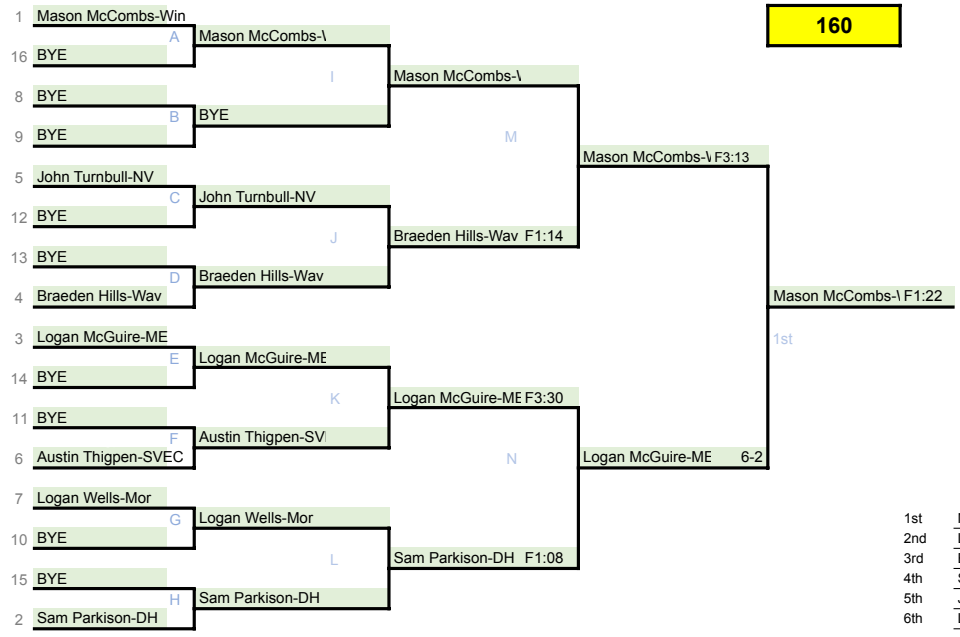 160
1 Mason McCombs-Win
A
Mason McCombs-
16 BYE
I
Mason McCombs-
8 BYE
B
BYE
9 BYE
M
Mason McCombs- F3:13
5 John Turnbull-NV
C
John Turnbull-NV
12 BYE
J
Braeden Hills-Wav F1:14
13 BYE
D
Braeden Hills-Wav
4 Braeden Hills-Wav
Mason McCombs- F1:22
1st
3 Logan McGuire-ME
E
Logan McGuire-ME
14 BYE
K
Logan McGuire-ME F3:30
11 BYE
F
Austin Thigpen-SV
6 Austin Thigpen-SVEC
N
Logan McGuire-ME 6-2
7 Logan Wells-Mor
G
Logan Wells-Mor
10 BYE
L
Sam Parkison-DH F1:08
15 BYE
H
Sam Parkison-DH
2 Sam Parkison-DH
1st
2nd
3rd
4th
5th
6th